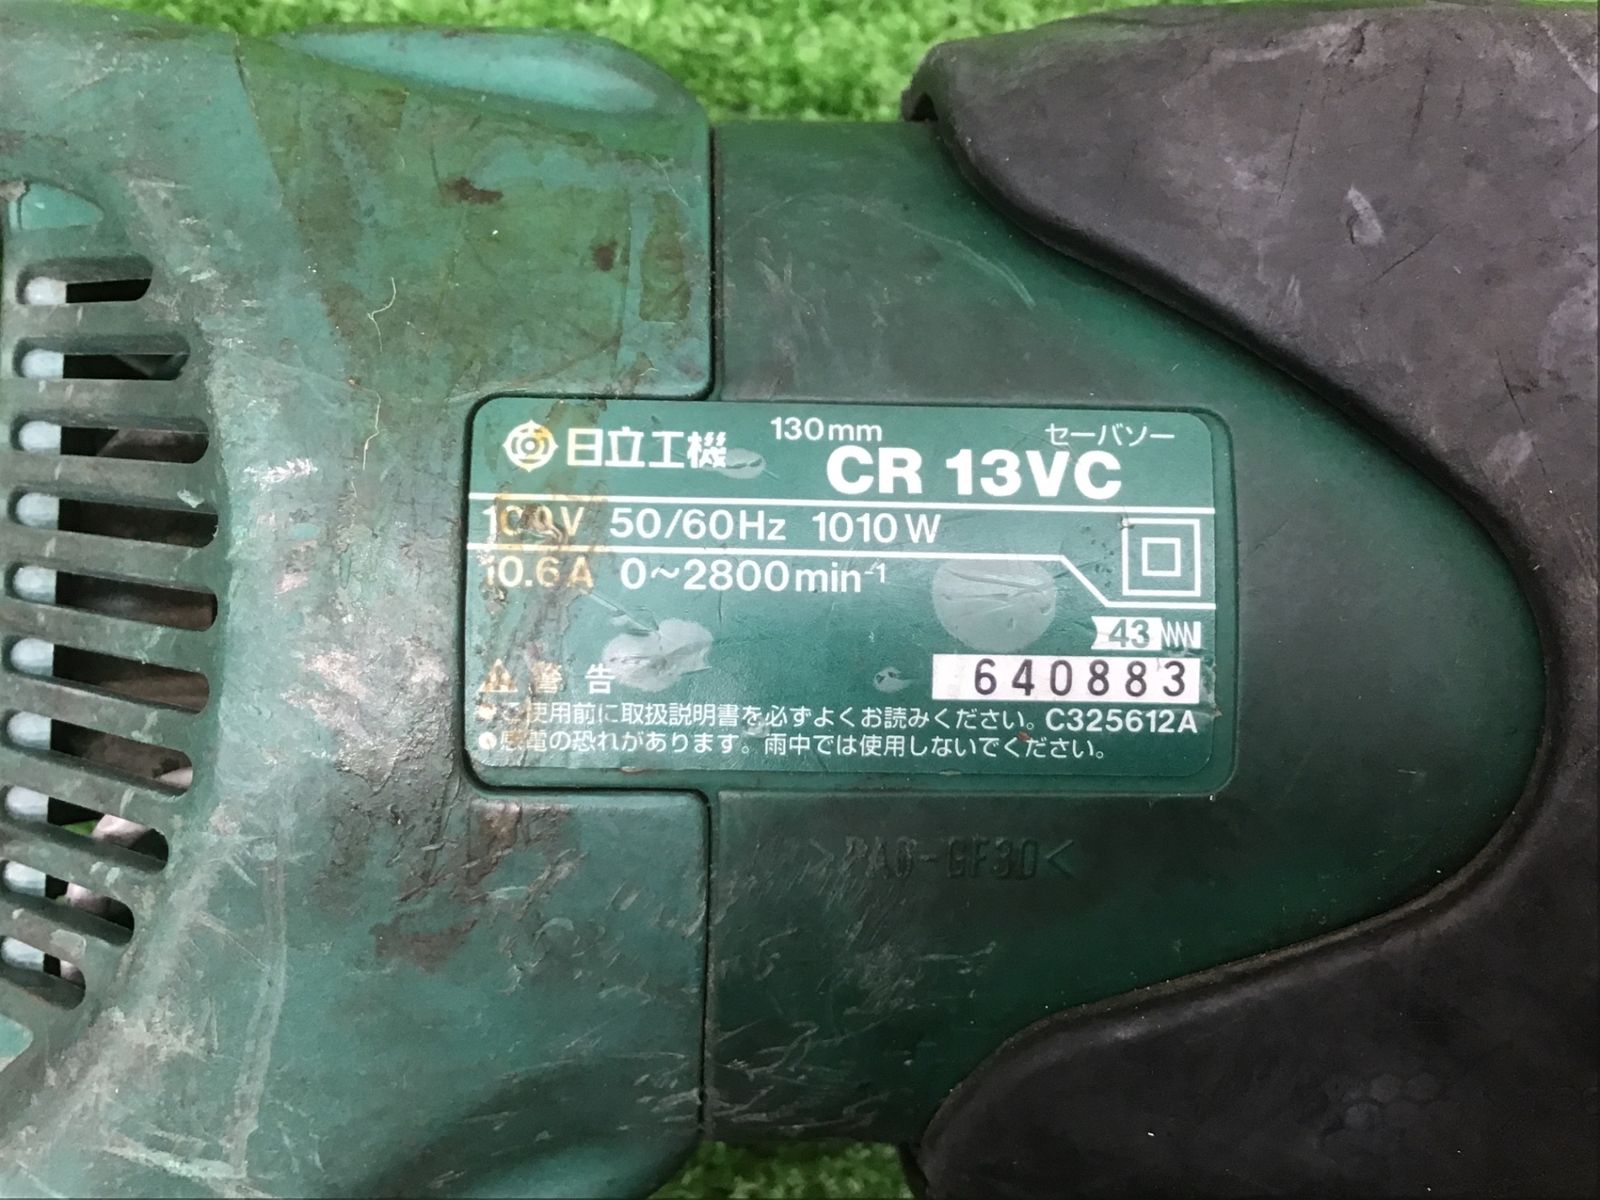 日立工機 130mm セーバソー
CR 13VC
100V 50/60Hz 1010W
10.6A 0~2800min⁻¹
43
640883
警告
●ご使用前に取扱説明書を必ずよくお読みください。 C325612A
●感電の恐れがあります。雨中では使用しないでください。
>PA6-GF30<